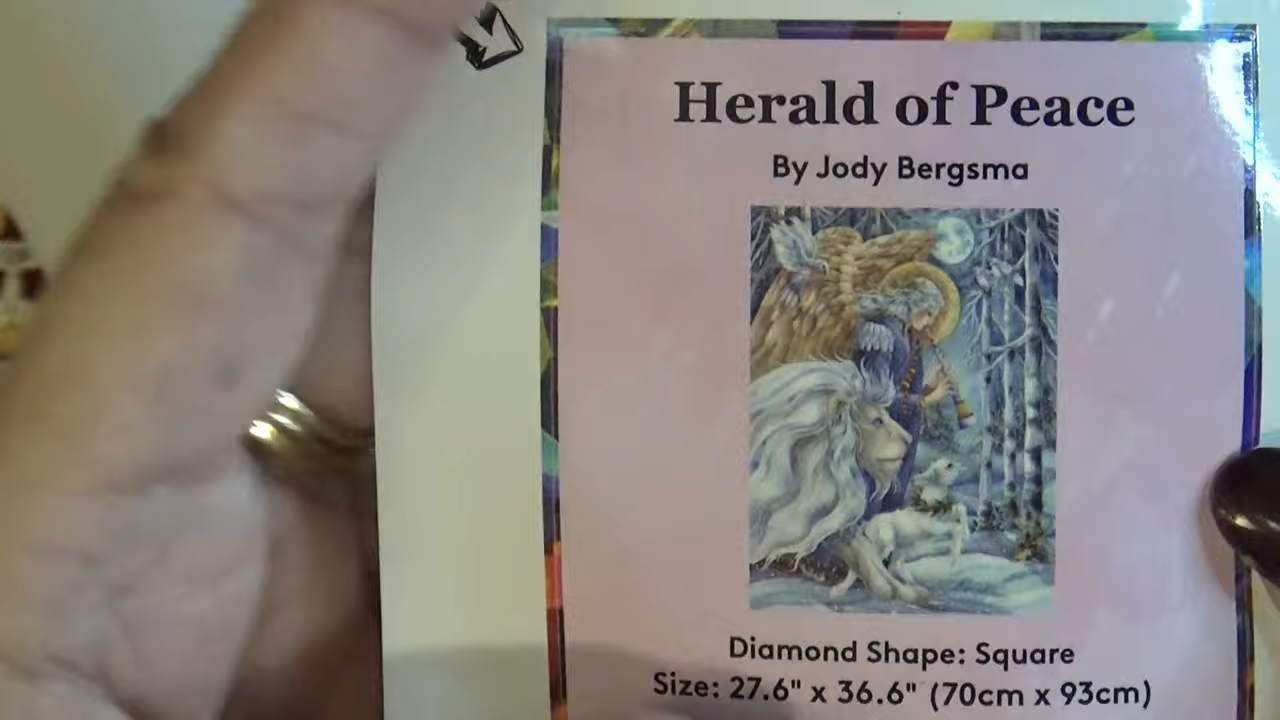 Herald of Peace
By Jody Bergsma
Diamond Shape: Square
Size: 27.6" x 36.6" (70cm x 93cm)